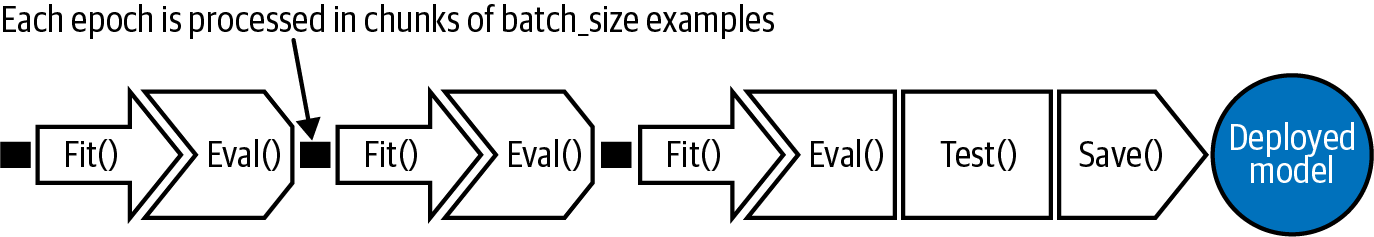 Each epoch is processed in chunks of batch_size examples
Fit()
Eval()
Fit()
Eval()
Fit()
Eval()
Test()
Save()
Deployed
model